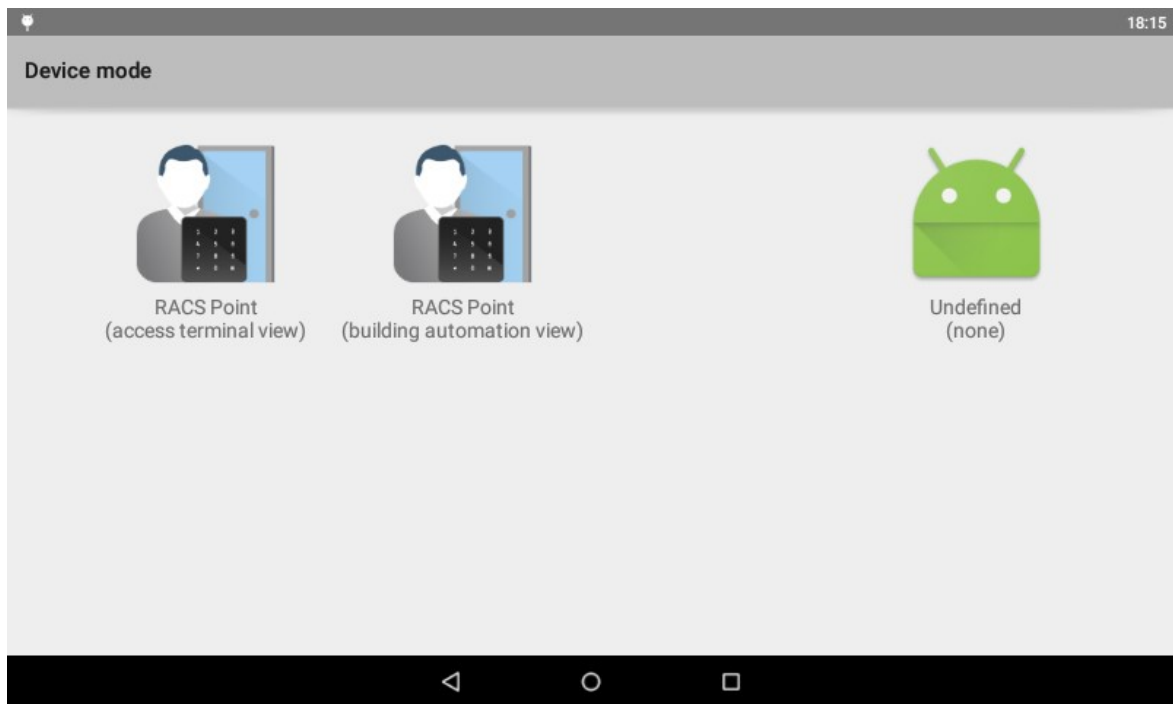 18:15
Device mode
RACS Point
(access terminal view)
RACS Point
(building automation view)
Undefined
(none)